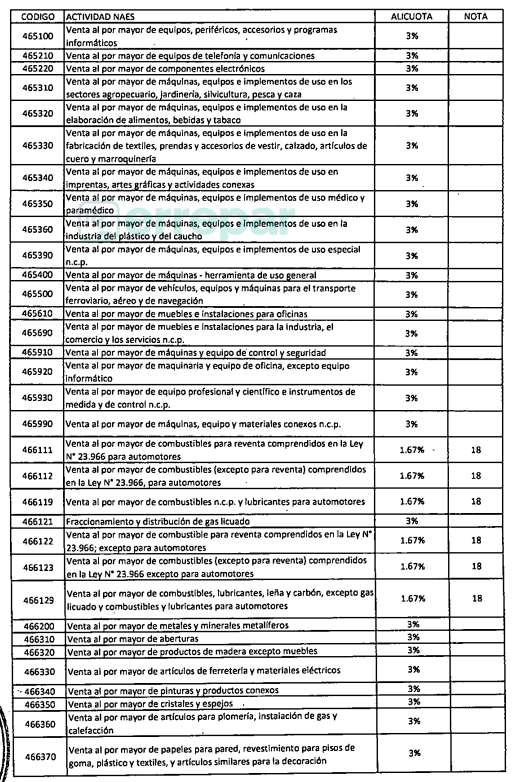 CODIGO ACTIVIDAD NAES ALICUOTA NOTA
465100 Venta al por mayor de equipos, periféricos, accesorios y programas
informáticos 3%
465210 Venta al por mayor de equipos de telefonía y comunicaciones 3%
465220 Venta al por mayor de componentes electrónicos 3%
465310 Venta al por mayor de máquinas, equipos e implementos de uso en los
sectores agropecuario, jardinería, silvicultura, pesca y caza 3%
465320 Venta al por mayor de máquinas, equipos e implementos de uso en la
elaboración de alimentos, bebidas y tabaco 3%
465330 Venta al por mayor de máquinas, equipos e implementos de uso en la
fabricación de textiles, prendas y accesorios de vestir, calzado, artículos de
cuero y marroquinería 3%
465340 Venta al por mayor de máquinas, equipos e implementos de uso en
imprentas, artes gráficas y actividades conexas 3%
465350 Venta al por mayor de máquinas, equipos e implementos de uso médico y
paramédico 3%
errepar
465360 Venta al por mayor de máquinas, equipos e implementos de uso en la
industria del plástico y del caucho 3%
465390 Venta al por mayor de máquinas, equipos e implementos de uso especial
n.c.p. 3%
465400 Venta al por mayor de máquinas - herramienta de uso general 3%
465500 Venta al por mayor de vehículos, equipos y máquinas para el transporte
ferroviario, aéreo y de navegación 3%
465610 Venta al por mayor de muebles e instalaciones para oficinas 3%
465690 Venta al por mayor de muebles e instalaciones para la industria, el
comercio y los servicios n.c.p. 3%
465910 Venta al por mayor de máquinas y equipo de control y seguridad 3%
465920 Venta al por mayor de maquinaria y equipo de oficina, excepto equipo
informático 3%
465930 Venta al por mayor de equipo profesional y científico e instrumentos de
medida y de control n.c.p. 3%
465990 Venta al por mayor de máquinas, equipo y materiales conexos n.c.p. 3%
466111 Venta al por mayor de combustibles para reventa comprendidos en la Ley
N° 23.966 para automotores 1.67% 18
466112 Venta al por mayor de combustibles (excepto para reventa) comprendidos
en la Ley N° 23.966, para automotores 1.67% 18
466119 Venta al por mayor de combustibles n.c.p. y lubricantes para automotores 1.67% 18
466121 Fraccionamiento y distribución de gas licuado 3%
466122 Venta al por mayor de combustible para reventa comprendidos en la Ley N°
23.966; excepto para automotores 1.67% 18
466123 Venta al por mayor de combustibles (excepto para reventa) comprendidos
en la Ley N° 23.966 excepto para automotores 1.67% 18
466129 Venta al por mayor de combustibles, lubricantes, leña y carbón, excepto gas
licuado y combustibles y lubricantes para automotores 1.67% 18
466200 Venta al por mayor de metales y minerales metalíferos 3%
466310 Venta al por mayor de aberturas 3%
466320 Venta al por mayor de productos de madera excepto muebles 3%
466330 Venta al por mayor de artículos de ferretería y materiales eléctricos 3%
466340 Venta al por mayor de pinturas y productos conexos 3%
466350 Venta al por mayor de cristales y espejos 3%
466360 Venta al por mayor de artículos para plomería, instalación de gas y
calefacción 3%
466370 Venta al por mayor de papeles para pared, revestimiento para pisos de
goma, plástico y textiles, y artículos similares para la decoración 3%